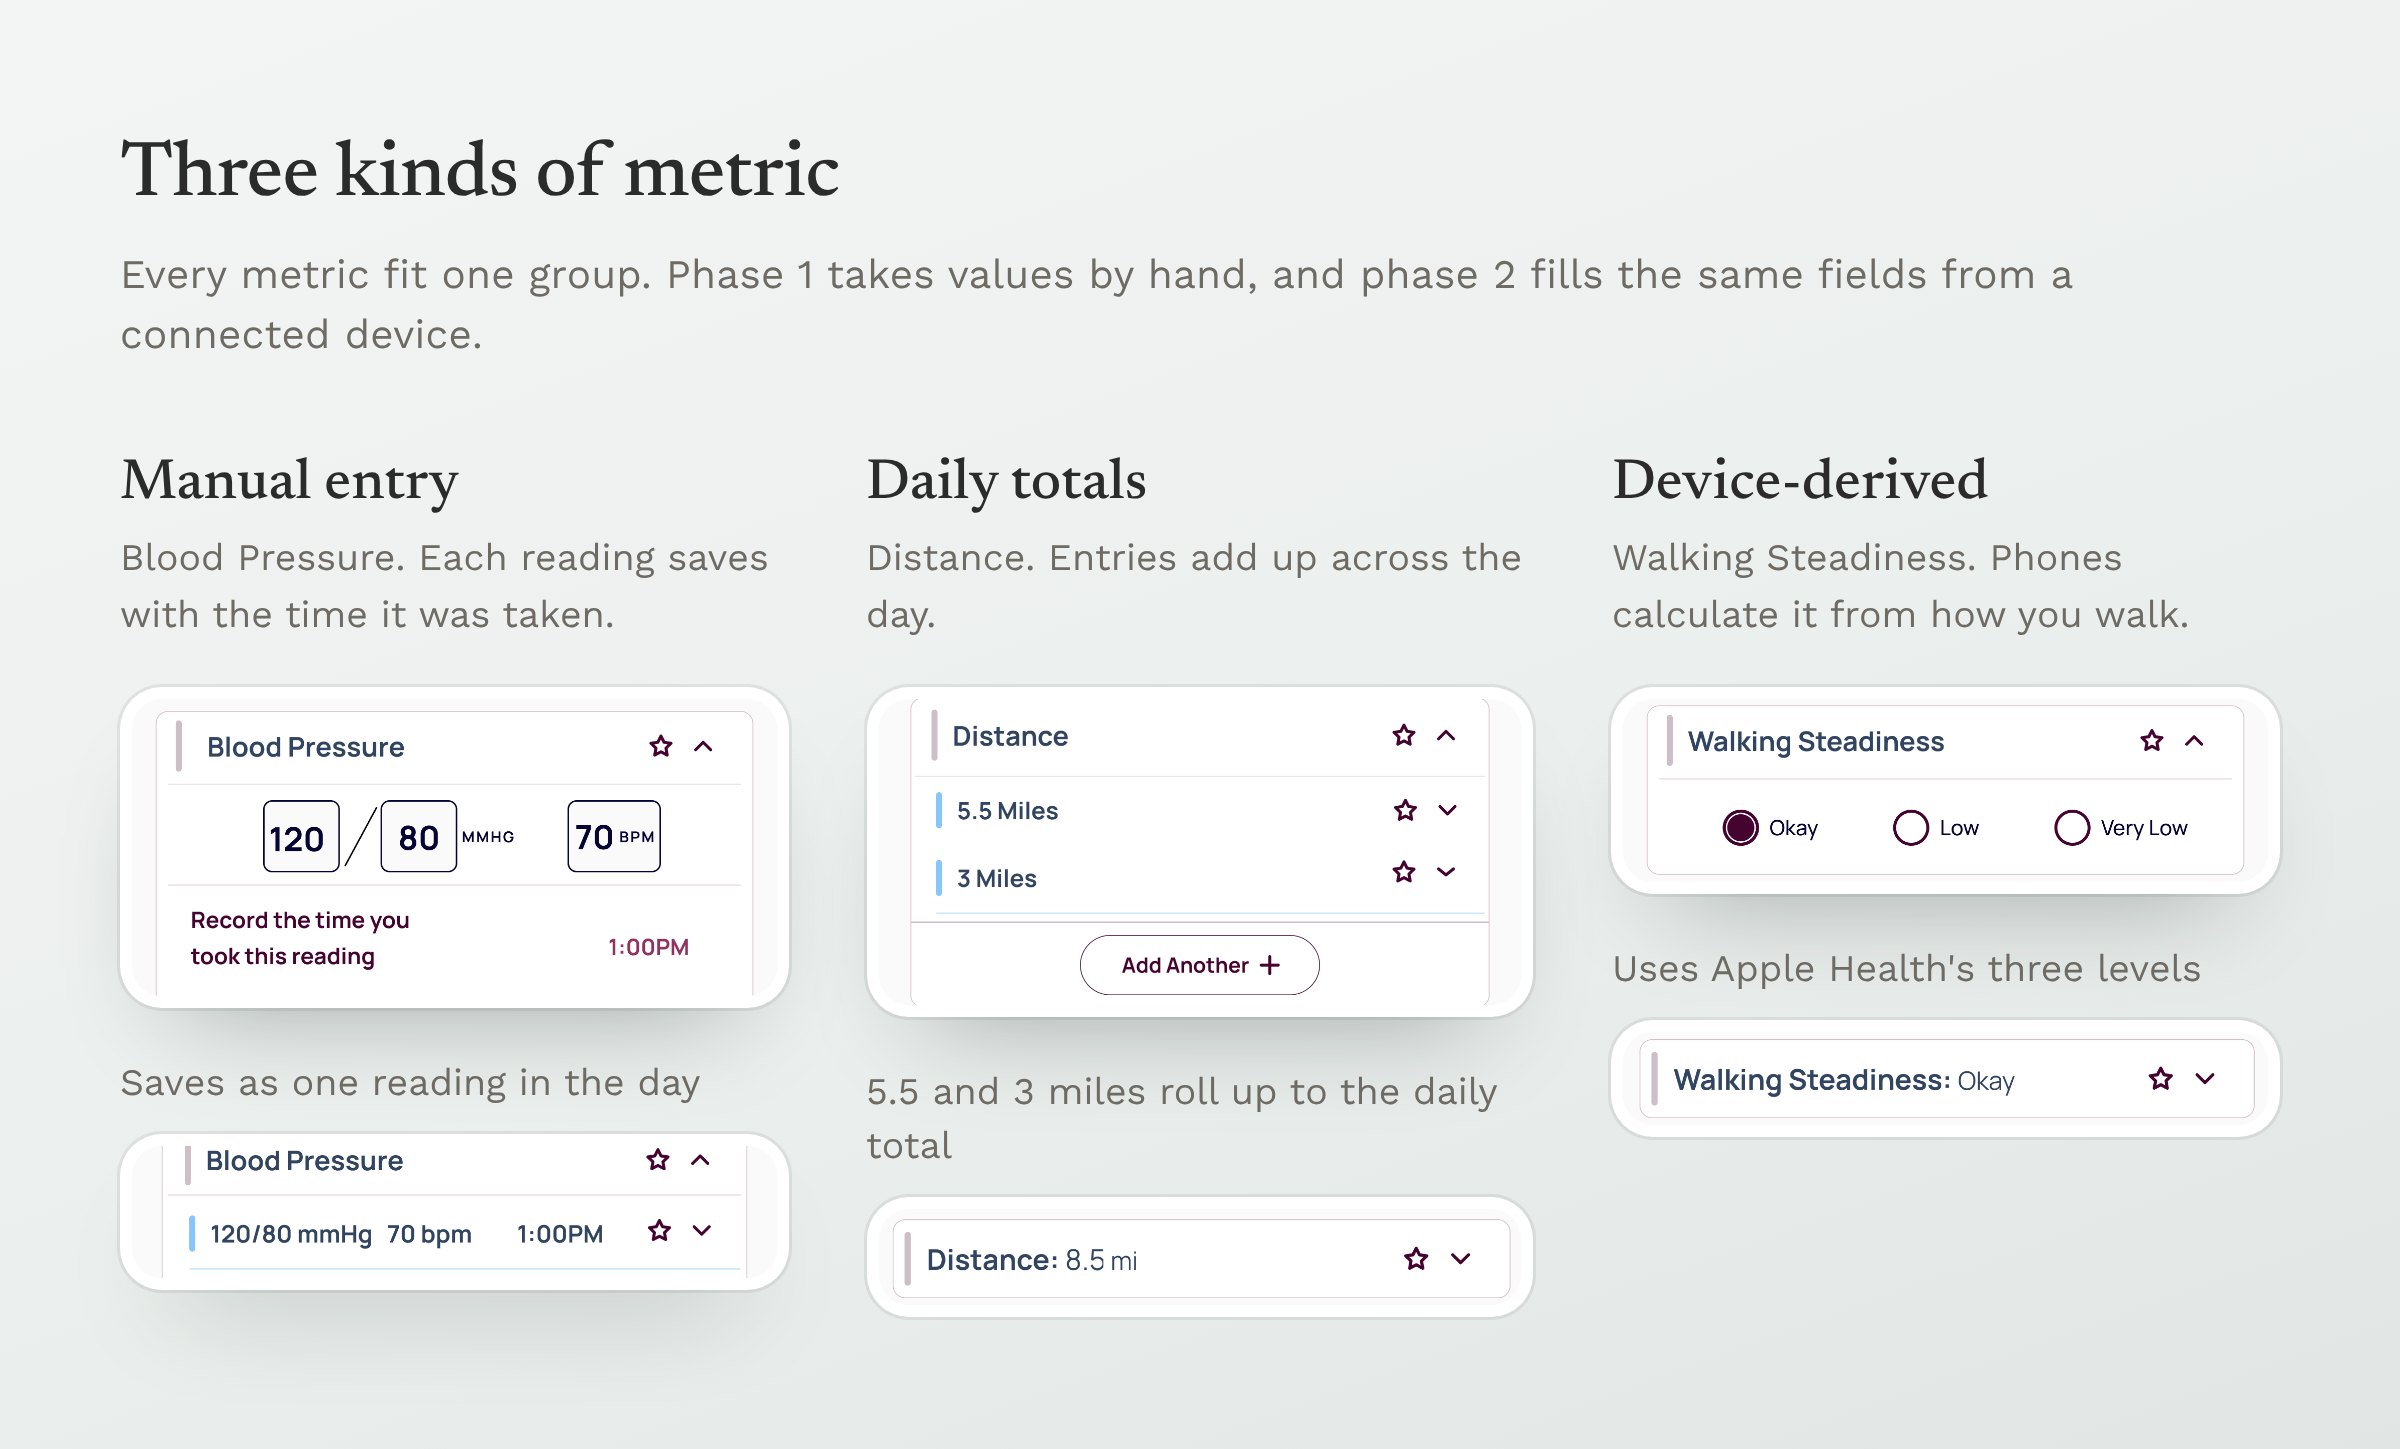 Three kinds of metric
Every metric fit one group. Phase 1 takes values by hand, and phase 2 fills the same fields from a
connected device.
Manual entry
Blood Pressure. Each reading saves
with the time it was taken.
Blood Pressure
120 / 80 MMHG 70 BPM
Record the time you
took this reading
1:00PM
Saves as one reading in the day
Blood Pressure
120/80 mmHg 70 bpm 1:00PM
Daily totals
Distance. Entries add up across the
day.
Distance
5.5 Miles
3 Miles
Add Another +
5.5 and 3 miles roll up to the daily
total
Distance: 8.5 mi
Device-derived
Walking Steadiness. Phones
calculate it from how you walk.
Walking Steadiness
Okay Low Very Low
Uses Apple Health's three levels
Walking Steadiness: Okay